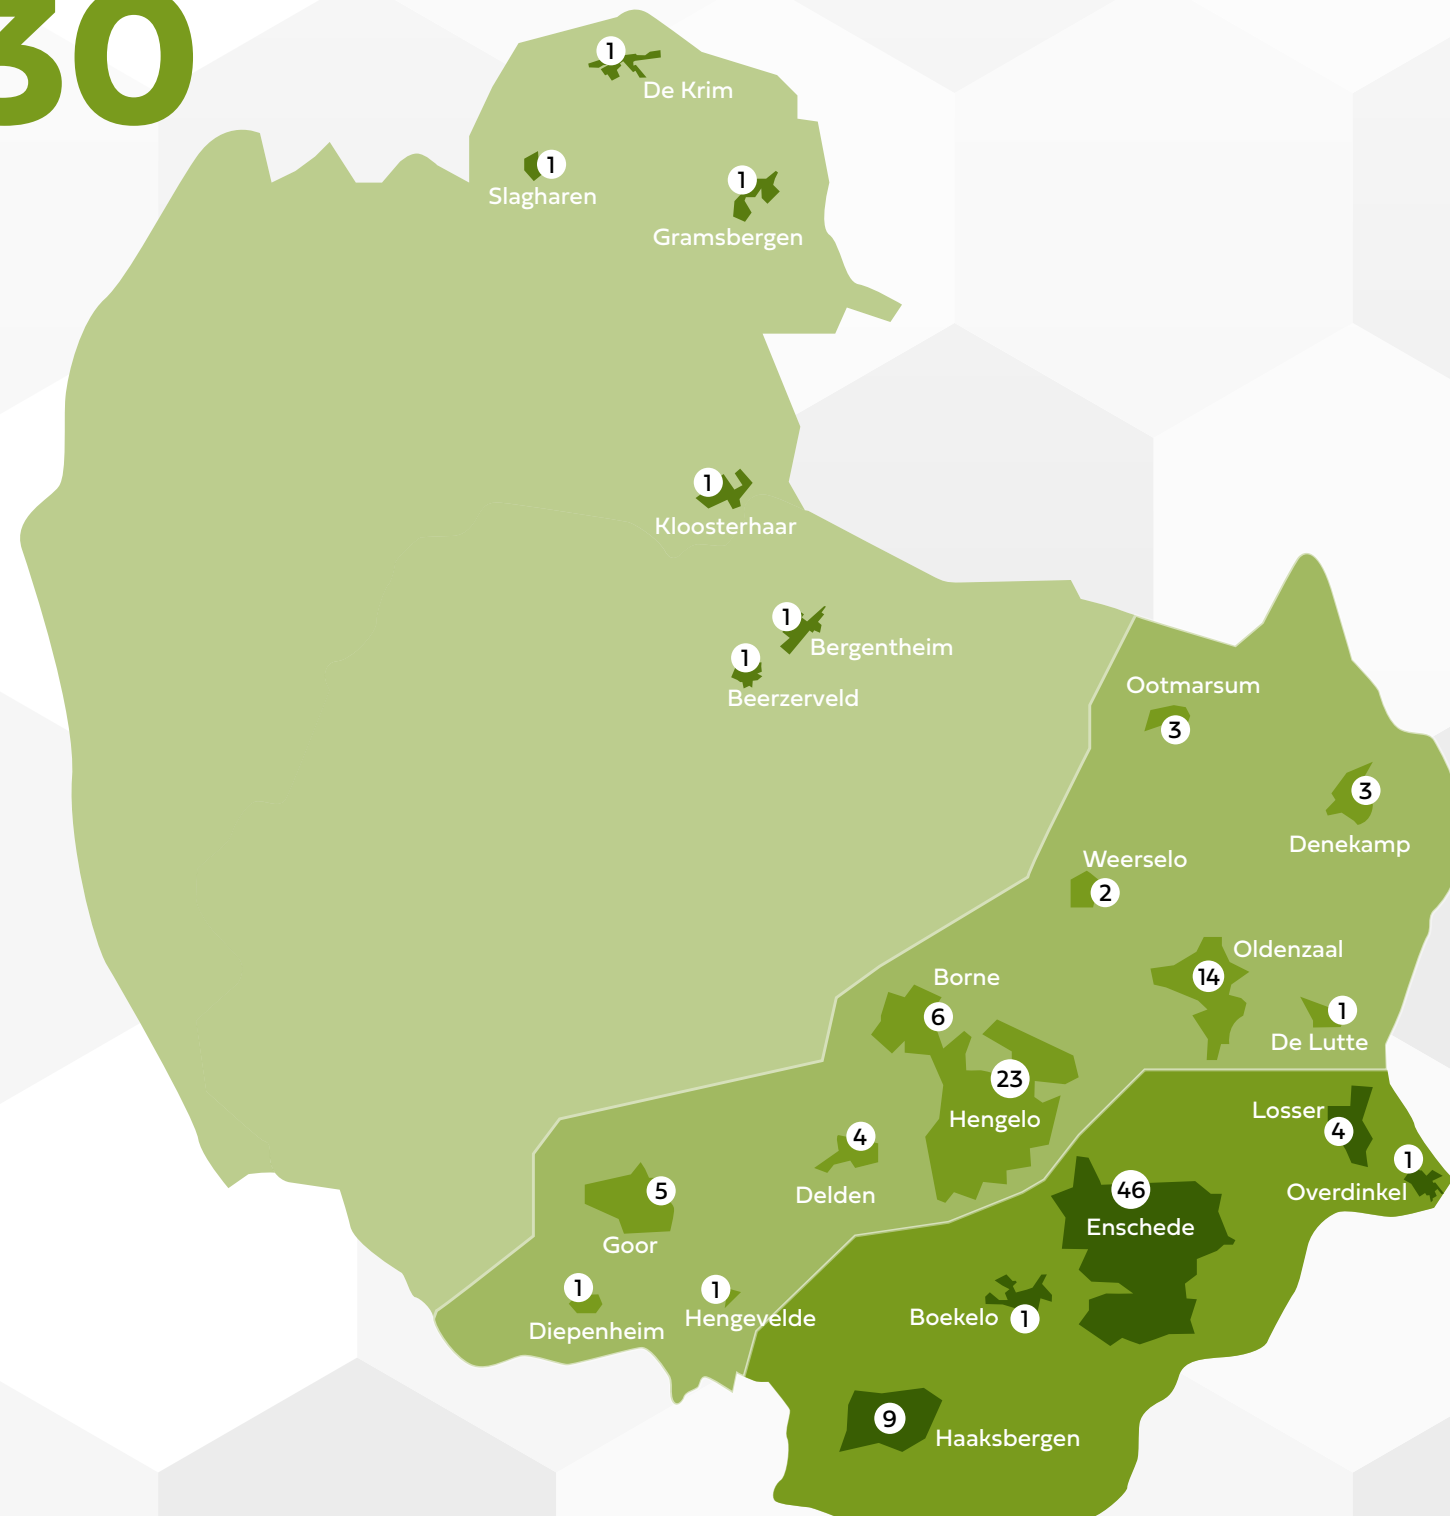 30
1
De Krim
1
Slagharen
1
Gramsbergen
1
Kloosterhaar
1
Bergentheim
1
Beerzerveld
Ootmarsum
3
3
Denekamp
Weerselo
2
Oldenzaal
14
1
De Lutte
Borne
6
23
Hengelo
4
Delden
5
Goor
1
Diepenheim
1
Hengevelde
Losser
4
1
Overdinkel
46
Enschede
Boekelo
1
9
Haaksbergen